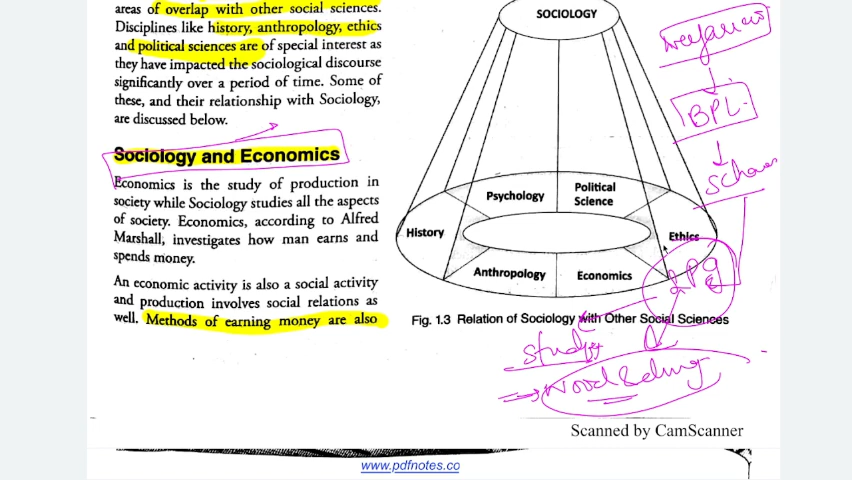 areas of overlap with other social sciences.
Disciplines like history, anthropology, ethics
and political sciences are of special interest as
they have impacted the sociological discourse
significantly over a period of time. Some of
these, and their relationship with Sociology,
are discussed below.
Sociology and Economics
Economics is the study of production in
society while Sociology studies all the aspects
of society. Economics, according to Alfred
Marshall, investigates how man earns and
spends money.
An economic activity is also a social activity
and production involves social relations as
well. Methods of earning money are also
SOCIOLOGY
Psychology
Political
Science
History
Ethics
Anthropology
Economics
Fig. 1.3 Relation of Sociology with Other Social Sciences
BPL
LPG
Study
Scanned by CamScanner
www.pdfnotes.co